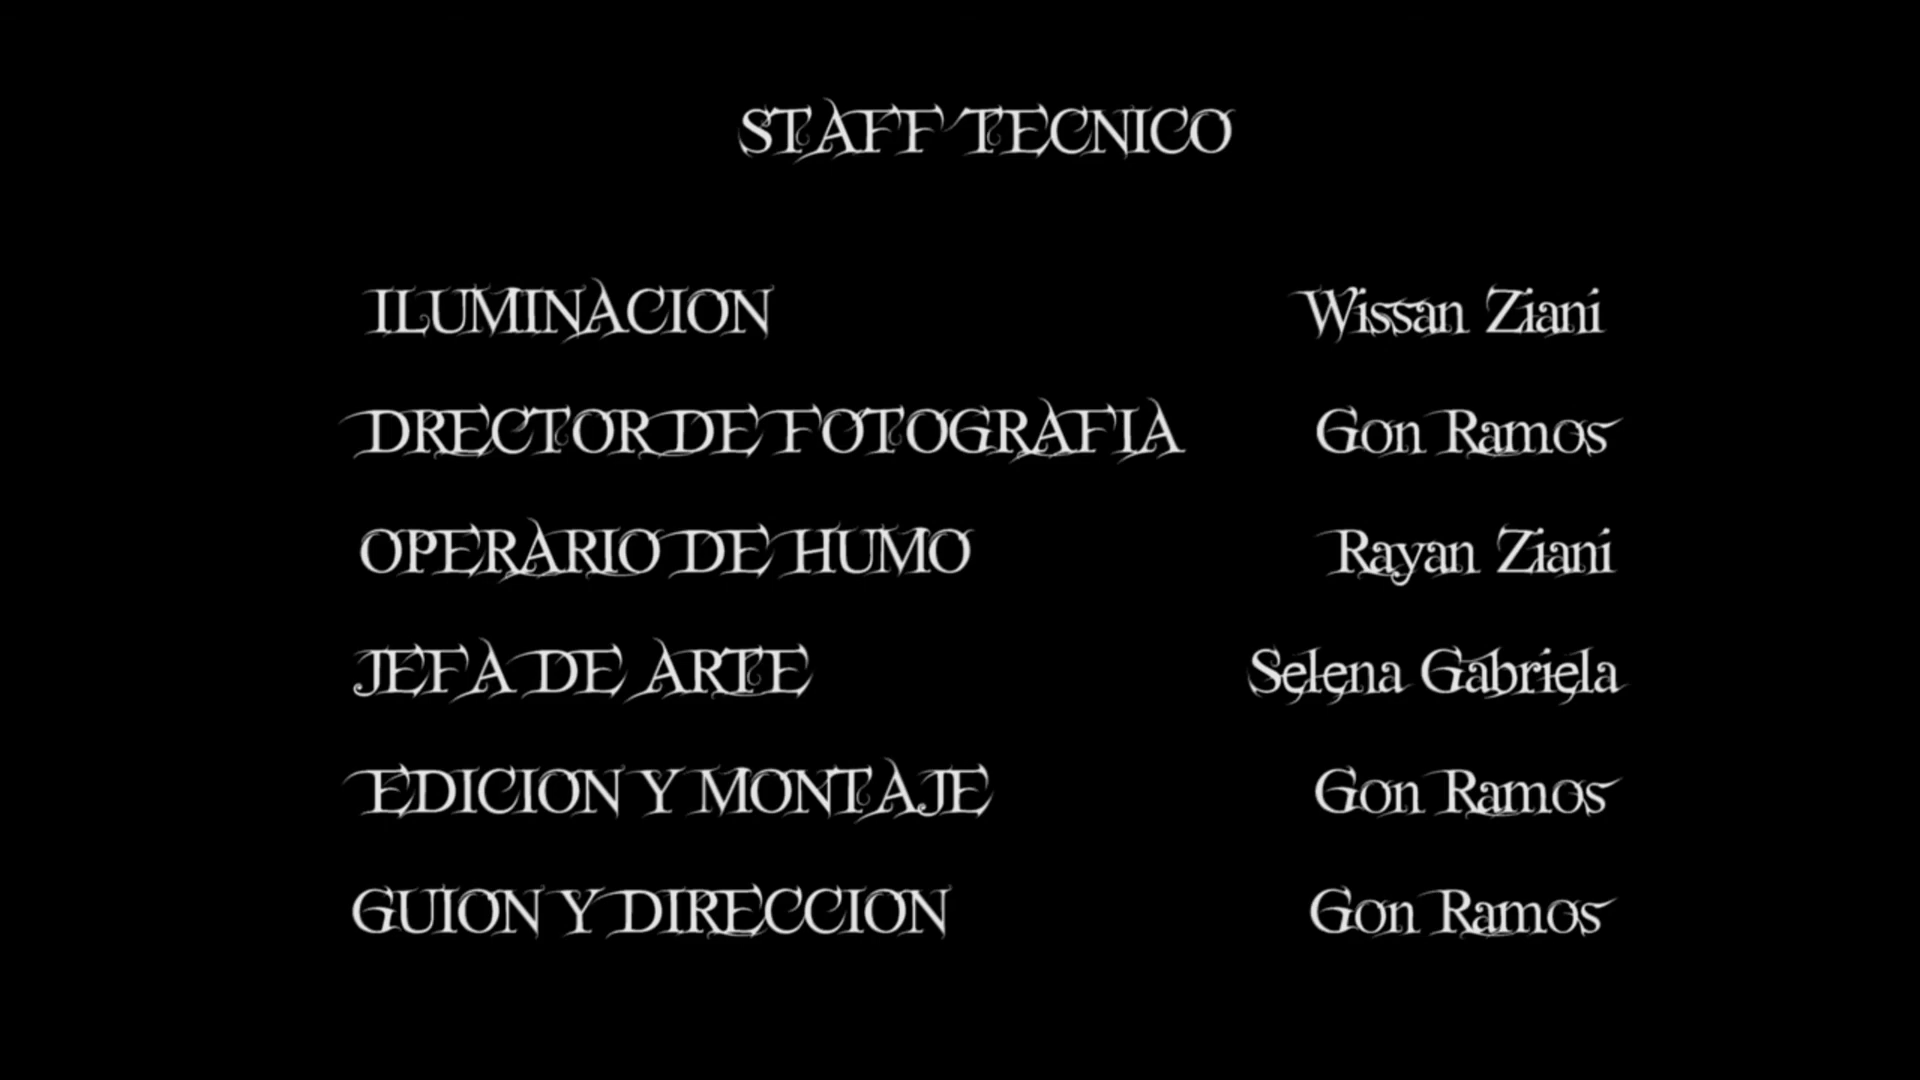 STAFF TECNICO
ILUMINACION Wissan Ziani
DRECTOR DE FOTOGRAFIA Gon Ramos
OPERARIO DE HUMO Rayan Ziani
JEFA DE ARTE Selena Gabriela
EDICION Y MONTAJE Gon Ramos
GUION Y DIRECCION Gon Ramos